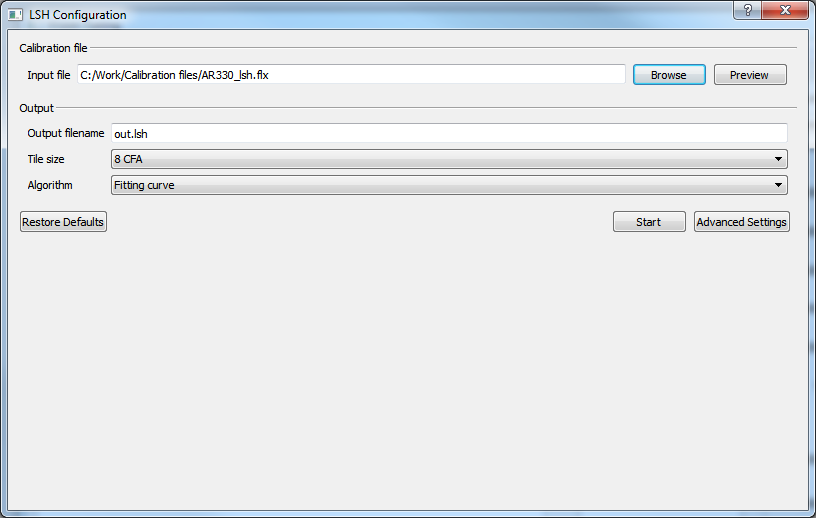 LSH Configuration
Calibration file
Input file C:/Work/Calibration files/AR330_lsh.flx Browse Preview
Output
Output filename out.lsh
Tile size 8 CFA
Algorithm Fitting curve
Restore Defaults Start Advanced Settings